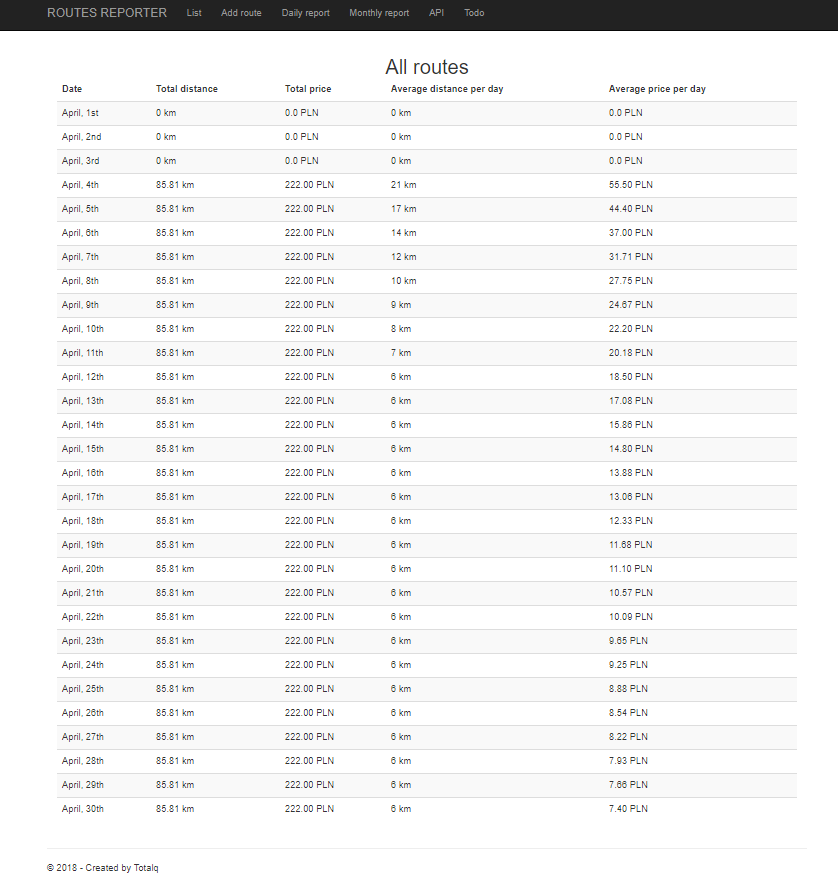 ROUTES REPORTER List Add route Daily report Monthly report API Todo
All routes
Date Total distance Total price Average distance per day Average price per day
April, 1st 0 km 0.0 PLN 0 km 0.0 PLN
April, 2nd 0 km 0.0 PLN 0 km 0.0 PLN
April, 3rd 0 km 0.0 PLN 0 km 0.0 PLN
April, 4th 85.81 km 222.00 PLN 21 km 55.50 PLN
April, 5th 85.81 km 222.00 PLN 17 km 44.40 PLN
April, 6th 85.81 km 222.00 PLN 14 km 37.00 PLN
April, 7th 85.81 km 222.00 PLN 12 km 31.71 PLN
April, 8th 85.81 km 222.00 PLN 10 km 27.75 PLN
April, 9th 85.81 km 222.00 PLN 9 km 24.67 PLN
April, 10th 85.81 km 222.00 PLN 8 km 22.20 PLN
April, 11th 85.81 km 222.00 PLN 7 km 20.18 PLN
April, 12th 85.81 km 222.00 PLN 6 km 18.50 PLN
April, 13th 85.81 km 222.00 PLN 6 km 17.08 PLN
April, 14th 85.81 km 222.00 PLN 6 km 15.86 PLN
April, 15th 85.81 km 222.00 PLN 6 km 14.80 PLN
April, 16th 85.81 km 222.00 PLN 6 km 13.88 PLN
April, 17th 85.81 km 222.00 PLN 6 km 13.06 PLN
April, 18th 85.81 km 222.00 PLN 6 km 12.33 PLN
April, 19th 85.81 km 222.00 PLN 6 km 11.68 PLN
April, 20th 85.81 km 222.00 PLN 6 km 11.10 PLN
April, 21th 85.81 km 222.00 PLN 6 km 10.57 PLN
April, 22th 85.81 km 222.00 PLN 6 km 10.09 PLN
April, 23th 85.81 km 222.00 PLN 6 km 9.65 PLN
April, 24th 85.81 km 222.00 PLN 6 km 9.25 PLN
April, 25th 85.81 km 222.00 PLN 6 km 8.88 PLN
April, 26th 85.81 km 222.00 PLN 6 km 8.54 PLN
April, 27th 85.81 km 222.00 PLN 6 km 8.22 PLN
April, 28th 85.81 km 222.00 PLN 6 km 7.93 PLN
April, 29th 85.81 km 222.00 PLN 6 km 7.66 PLN
April, 30th 85.81 km 222.00 PLN 6 km 7.40 PLN
© 2018 - Created by Totalq